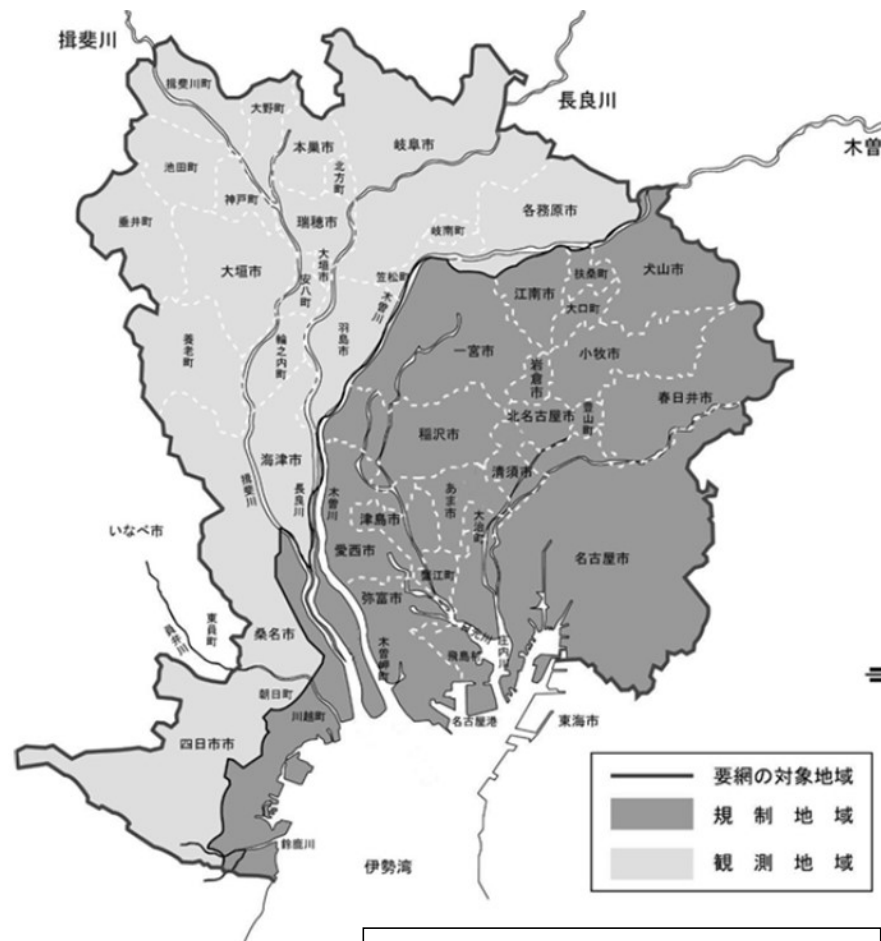 揖斐川
長良川
木曽
揖斐川町
大野町
本巣市
岐阜市
池田町
北方町
神戸町
瑞穂市
各務原市
垂井町
岐南町
大垣市
大垣市
安八町
笠松町
木曽川
扶桑町
犬山市
江南市
大口町
養老町
輪之内町
羽島市
一宮市
小牧市
岩倉市
春日井市
北名古屋市
豊山町
稲沢市
海津市
清須市
揖斐川
長良川
木曽川
あま市
大治町
津島市
いなべ市
愛西市
名古屋市
蟹江町
弥富市
東員町
員弁川
桑名市
木曽岬町
日光川
庄内川
飛島村
朝日町
川越町
名古屋港
東海市
四日市市
鈴鹿川
伊勢湾
要綱の対象地域
規制地域
観測地域